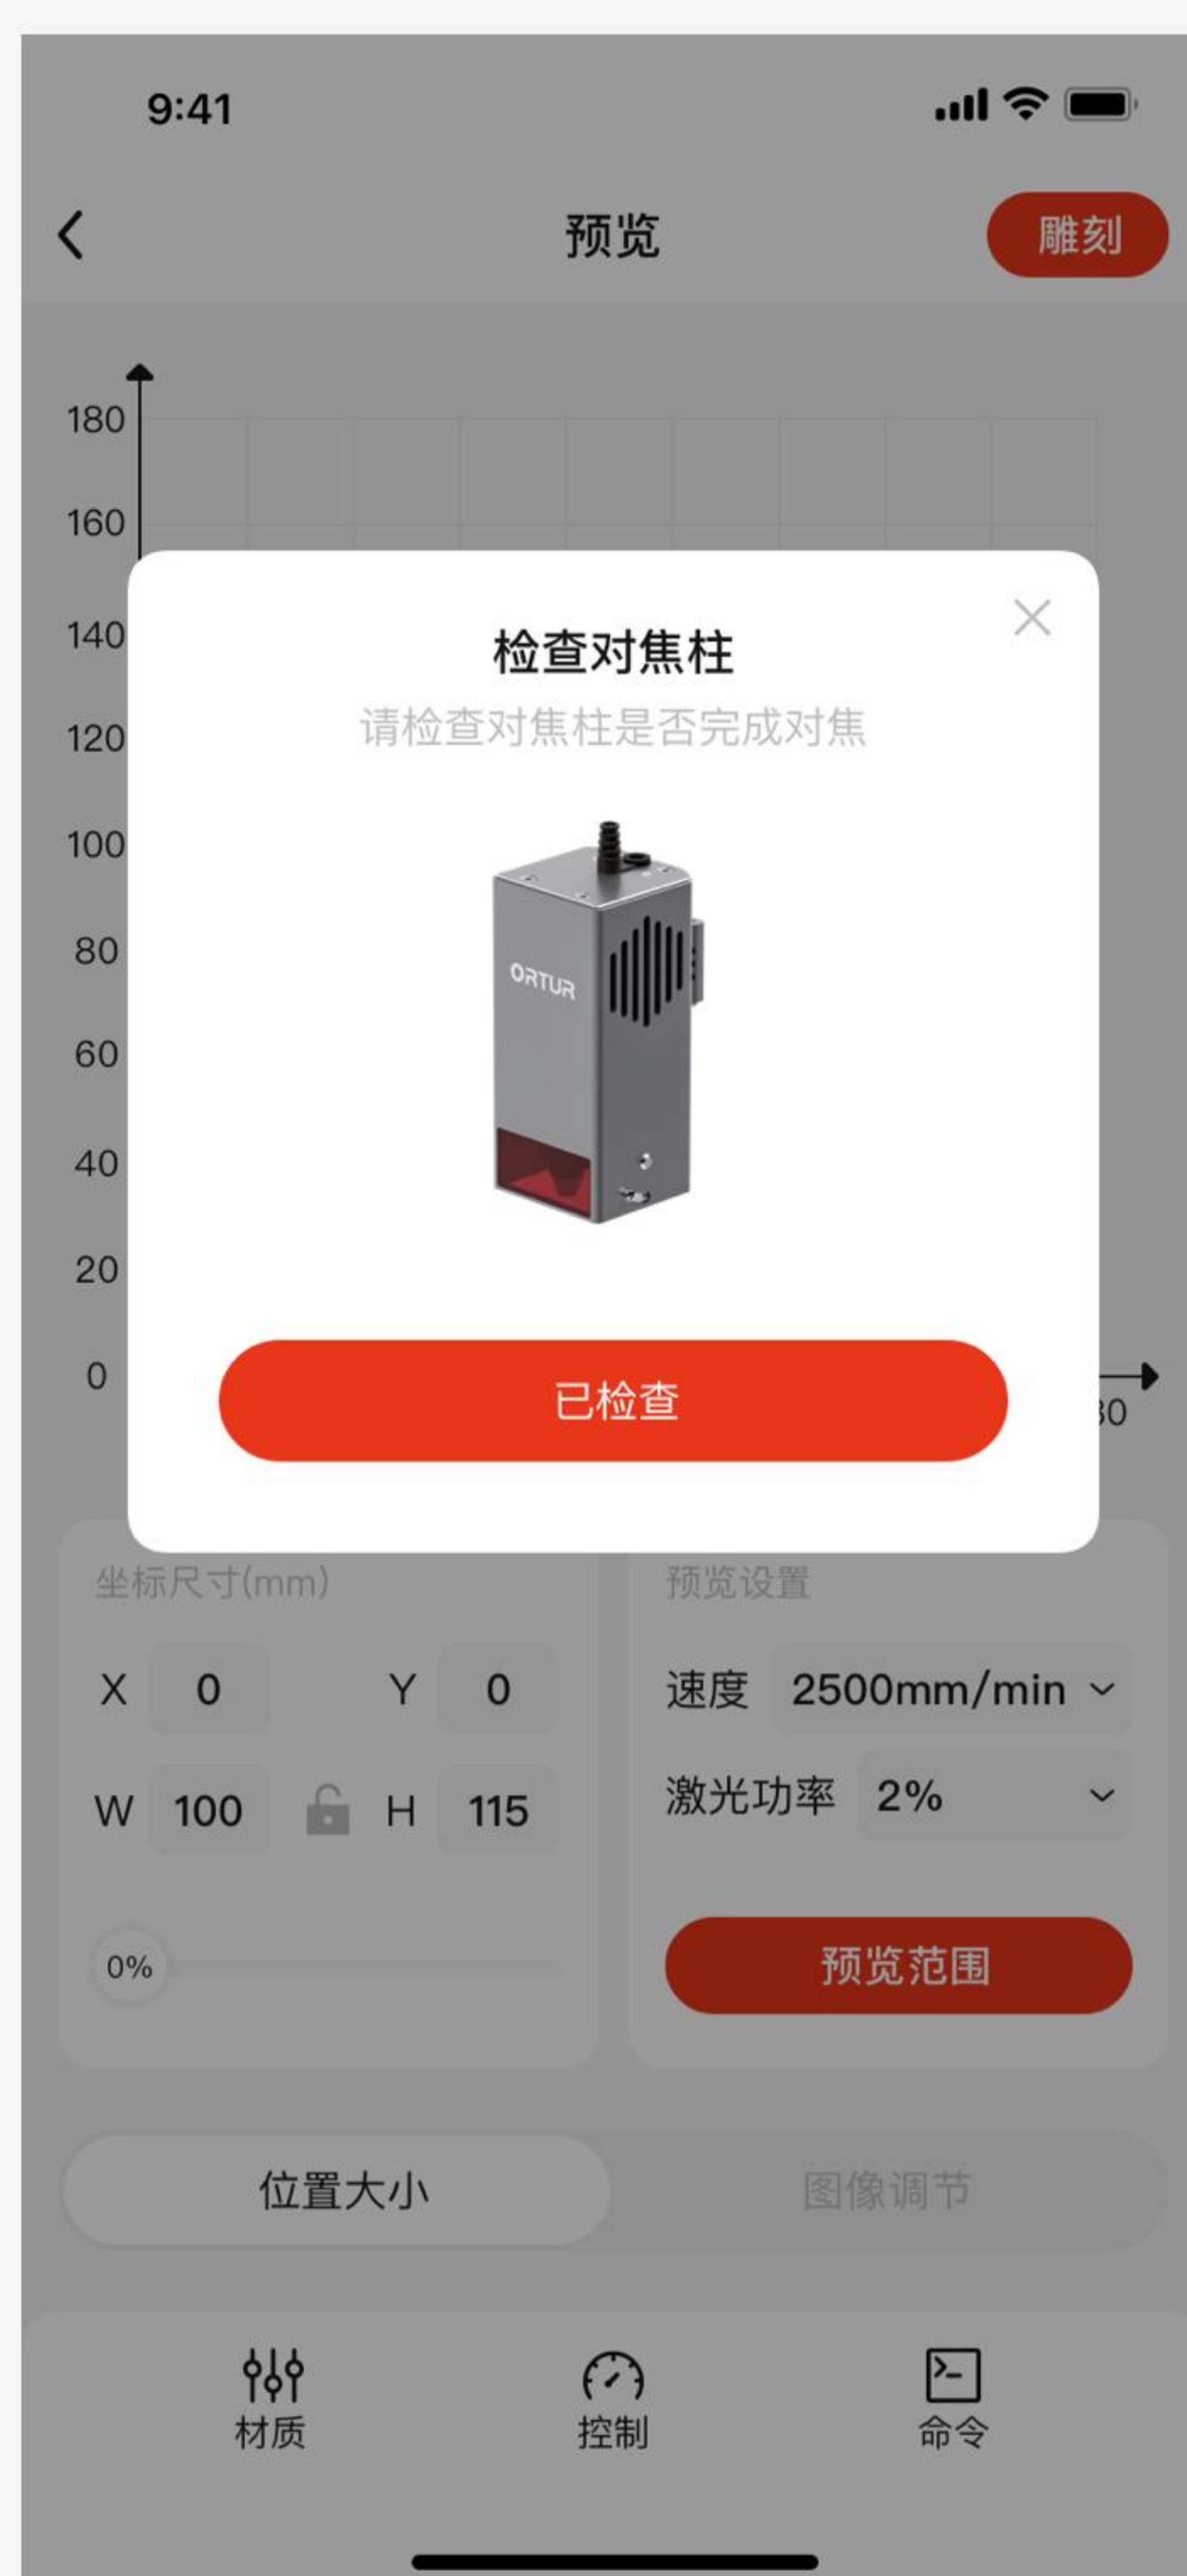 9:41
预览
雕刻
180
160
140
120
100
80
60
40
20
0
检查对焦柱
请检查对焦柱是否完成对焦
ORTUR
已检查
坐标尺寸(mm)
X 0 Y 0
W 100 H 115
0%
预览设置
速度 2500mm/min
激光功率 2%
预览范围
位置大小
图像调节
材质
控制
命令